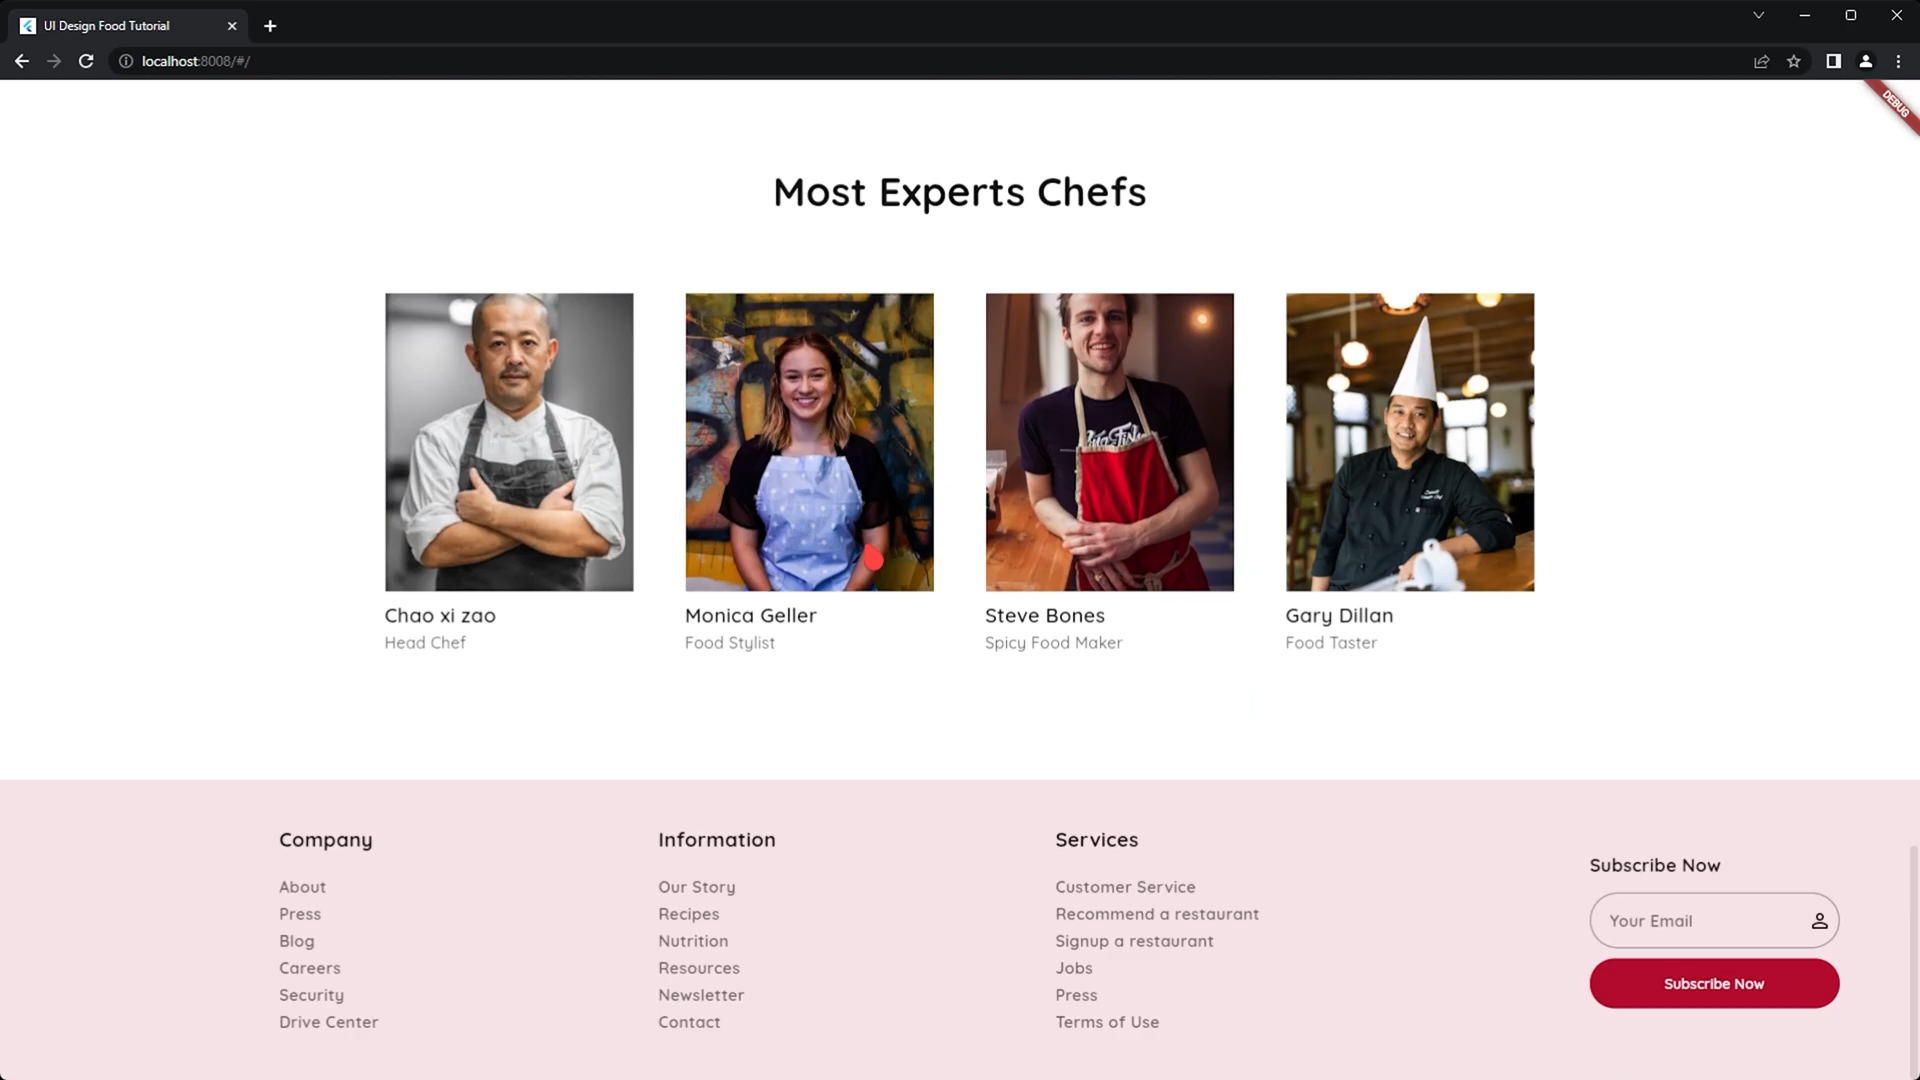 UI Design Food Tutorial
localhost:8008/#/
DEBUG
Most Experts Chefs
Chao xi zao
Head Chef
Monica Geller
Food Stylist
Steve Bones
Spicy Food Maker
Gary Dillan
Food Taster
Company
About
Press
Blog
Careers
Security
Drive Center
Information
Our Story
Recipes
Nutrition
Resources
Newsletter
Contact
Services
Customer Service
Recommend a restaurant
Signup a restaurant
Jobs
Press
Terms of Use
Subscribe Now
Your Email
Subscribe Now